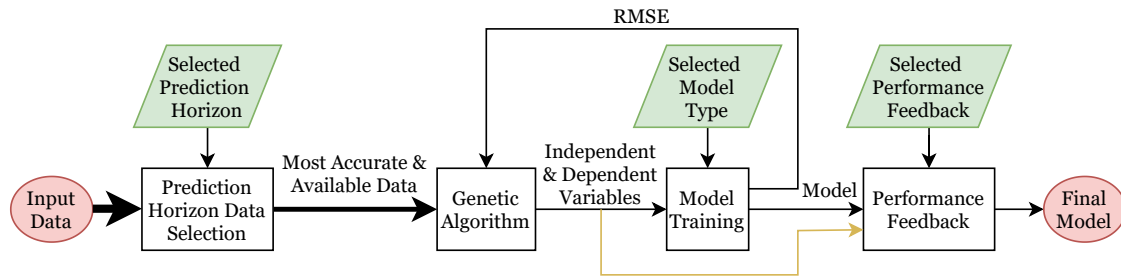 RMSE
Selected
Prediction
Horizon
Selected
Model
Type
Selected
Performance
Feedback
Input
Data
Prediction
Horizon Data
Selection
Most Accurate &
Available Data
Genetic
Algorithm
Independent
& Dependent
Variables
Model
Training
Model
Performance
Feedback
Final
Model